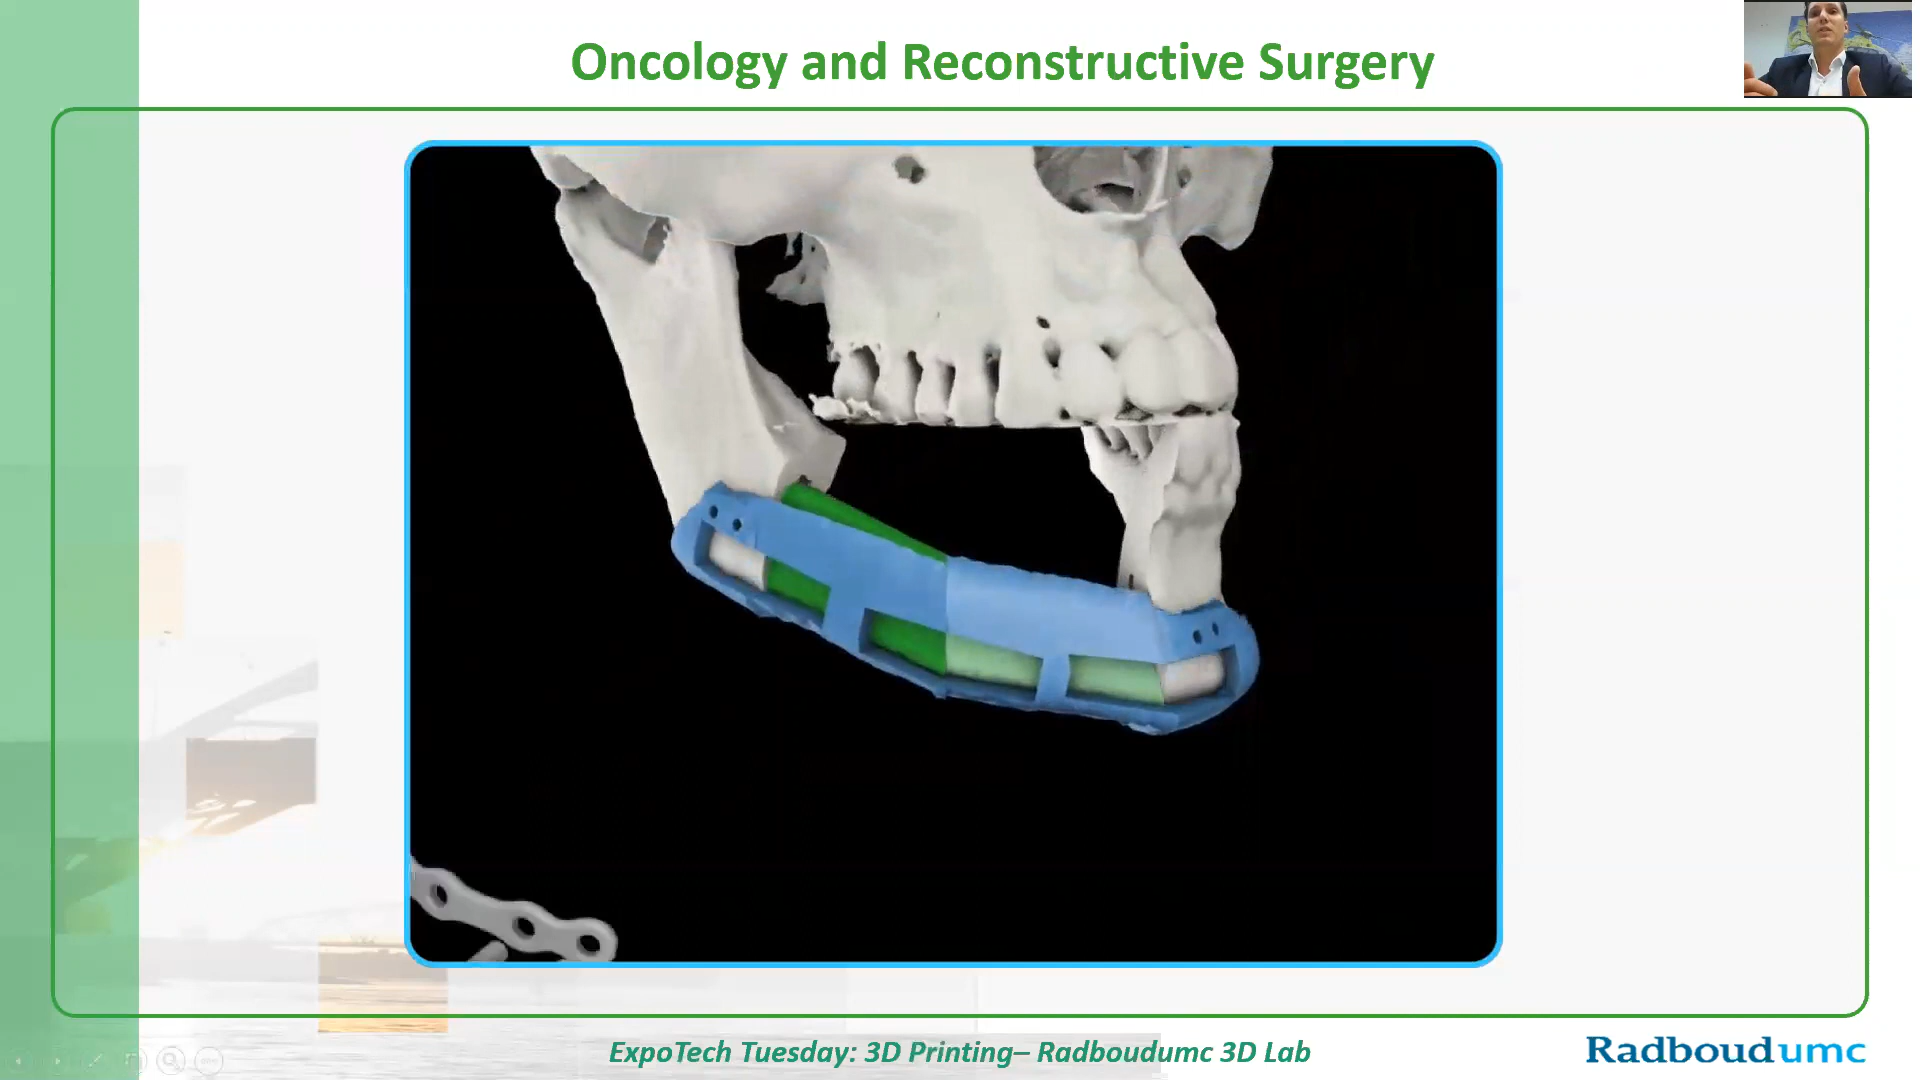 Oncology and Reconstructive Surgery
ExpoTech Tuesday: 3D Printing– Radboudumc 3D Lab
Radboudumc